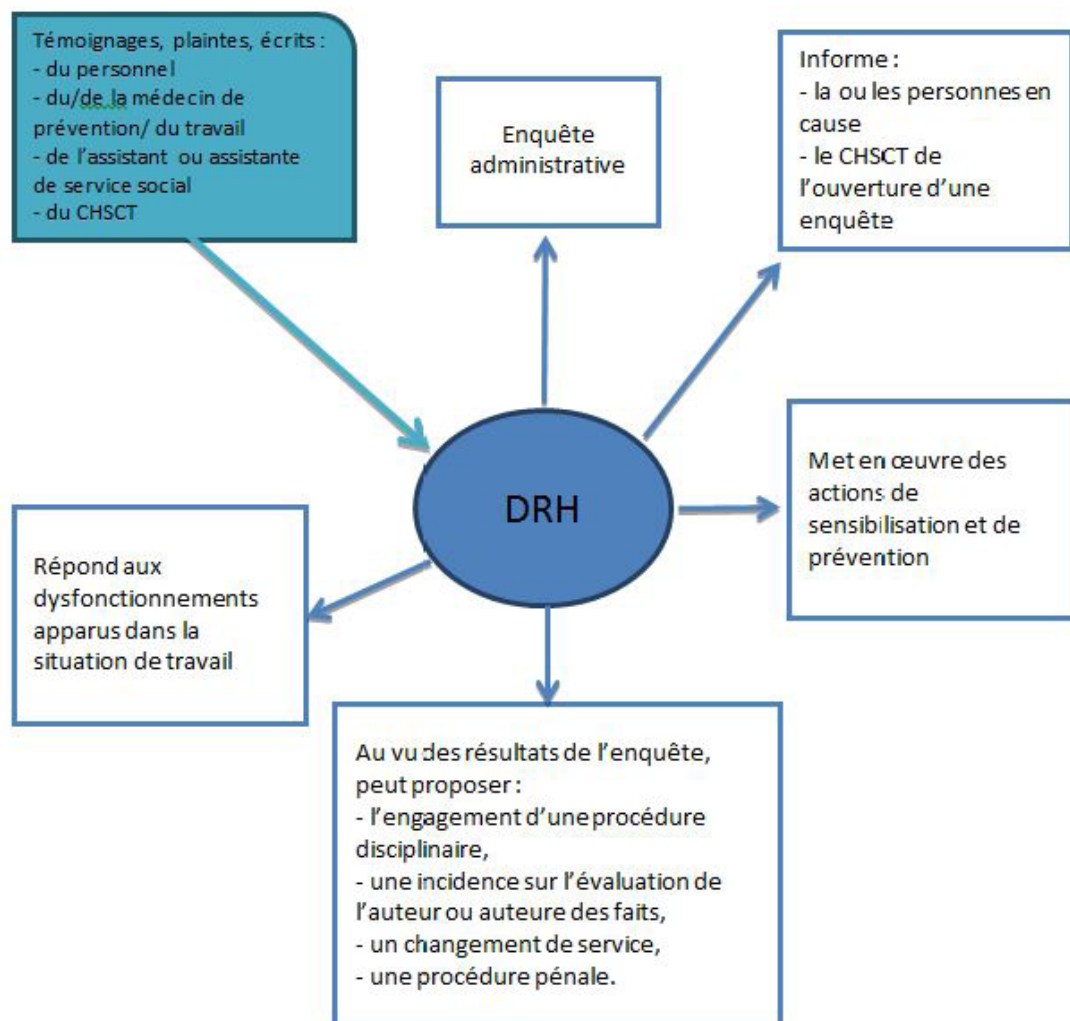 Témoignages, plaintes, écrits :
- du personnel
- du/de la médecin de
prévention/ du travail
- de l'assistant ou assistante
de service social
- du CHSCT
Enquête
administrative
Informe :
- la ou les personnes en
cause
- le CHSCT de
l'ouverture d'une
enquête
DRH
Met en œuvre des
actions de
sensibilisation et de
prévention
Répond aux
dysfonctionnements
apparus dans la
situation de travail
Au vu des résultats de l'enquête,
peut proposer :
- l'engagement d'une procédure
disciplinaire,
- une incidence sur l'évaluation de
l'auteur ou auteure des faits,
- un changement de service,
- une procédure pénale.